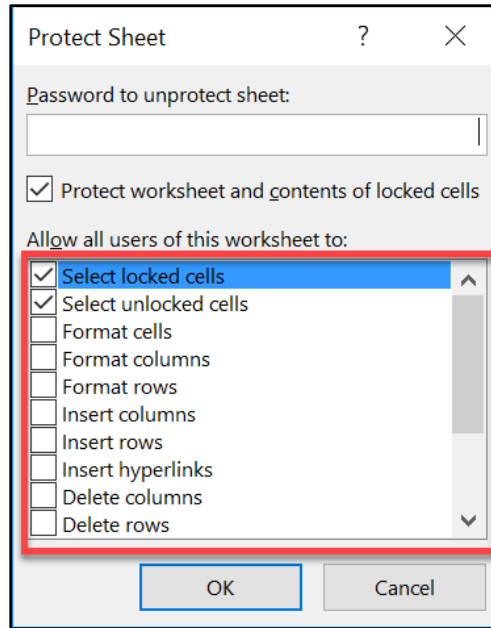 Protect Sheet ?
Password to unprotect sheet:
Protect worksheet and contents of locked cells
Allow all users of this worksheet to:
Select locked cells
Select unlocked cells
Format cells
Format columns
Format rows
Insert columns
Insert rows
Insert hyperlinks
Delete columns
Delete rows
OK Cancel